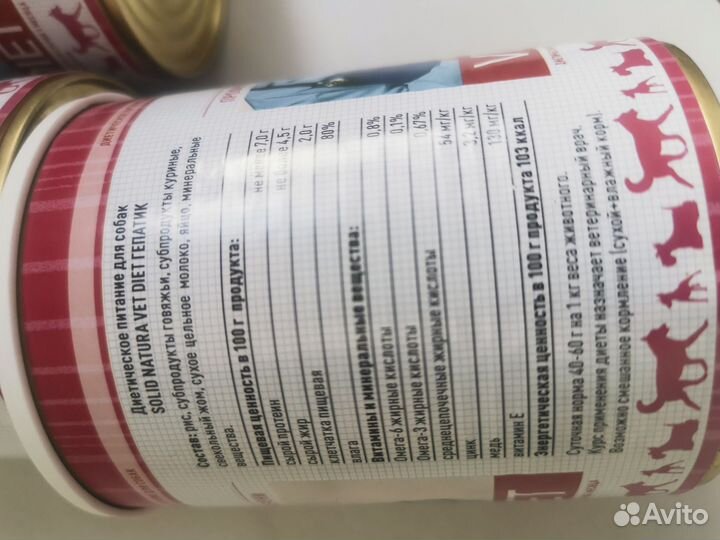 Диетическое питание для собак
SOLID NATURA VET DIET ГЕПАТИК
Состав: рис, субпродукты говяжьи, субпродукты куриные,
свекольный жом, сухое цельное молоко, яйцо, минеральные
вещества.
Пищевая ценность в 100 г продукта:
сырой протеин не менее 7,0 г
сырой жир не более 4,5 г
клетчатка пищевая 2,0 г
влага 80%
Витамины и минеральные вещества:
Омега-6 жирные кислоты 0,8%
Омега-3 жирные кислоты 0,1%
среднецепочечные жирные кислоты 0,67%
цинк 54 мг/кг
медь 3,2 мг/кг
витамин Е 130 мг/кг
Энергетическая ценность в 100 г продукта 103 ккал
Суточная норма 40-60 г на 1 кг веса животного.
Курс применения диеты назначает ветеринарный врач.
Возможно смешанное кормление (сухой+влажный корм).
ET
Avito